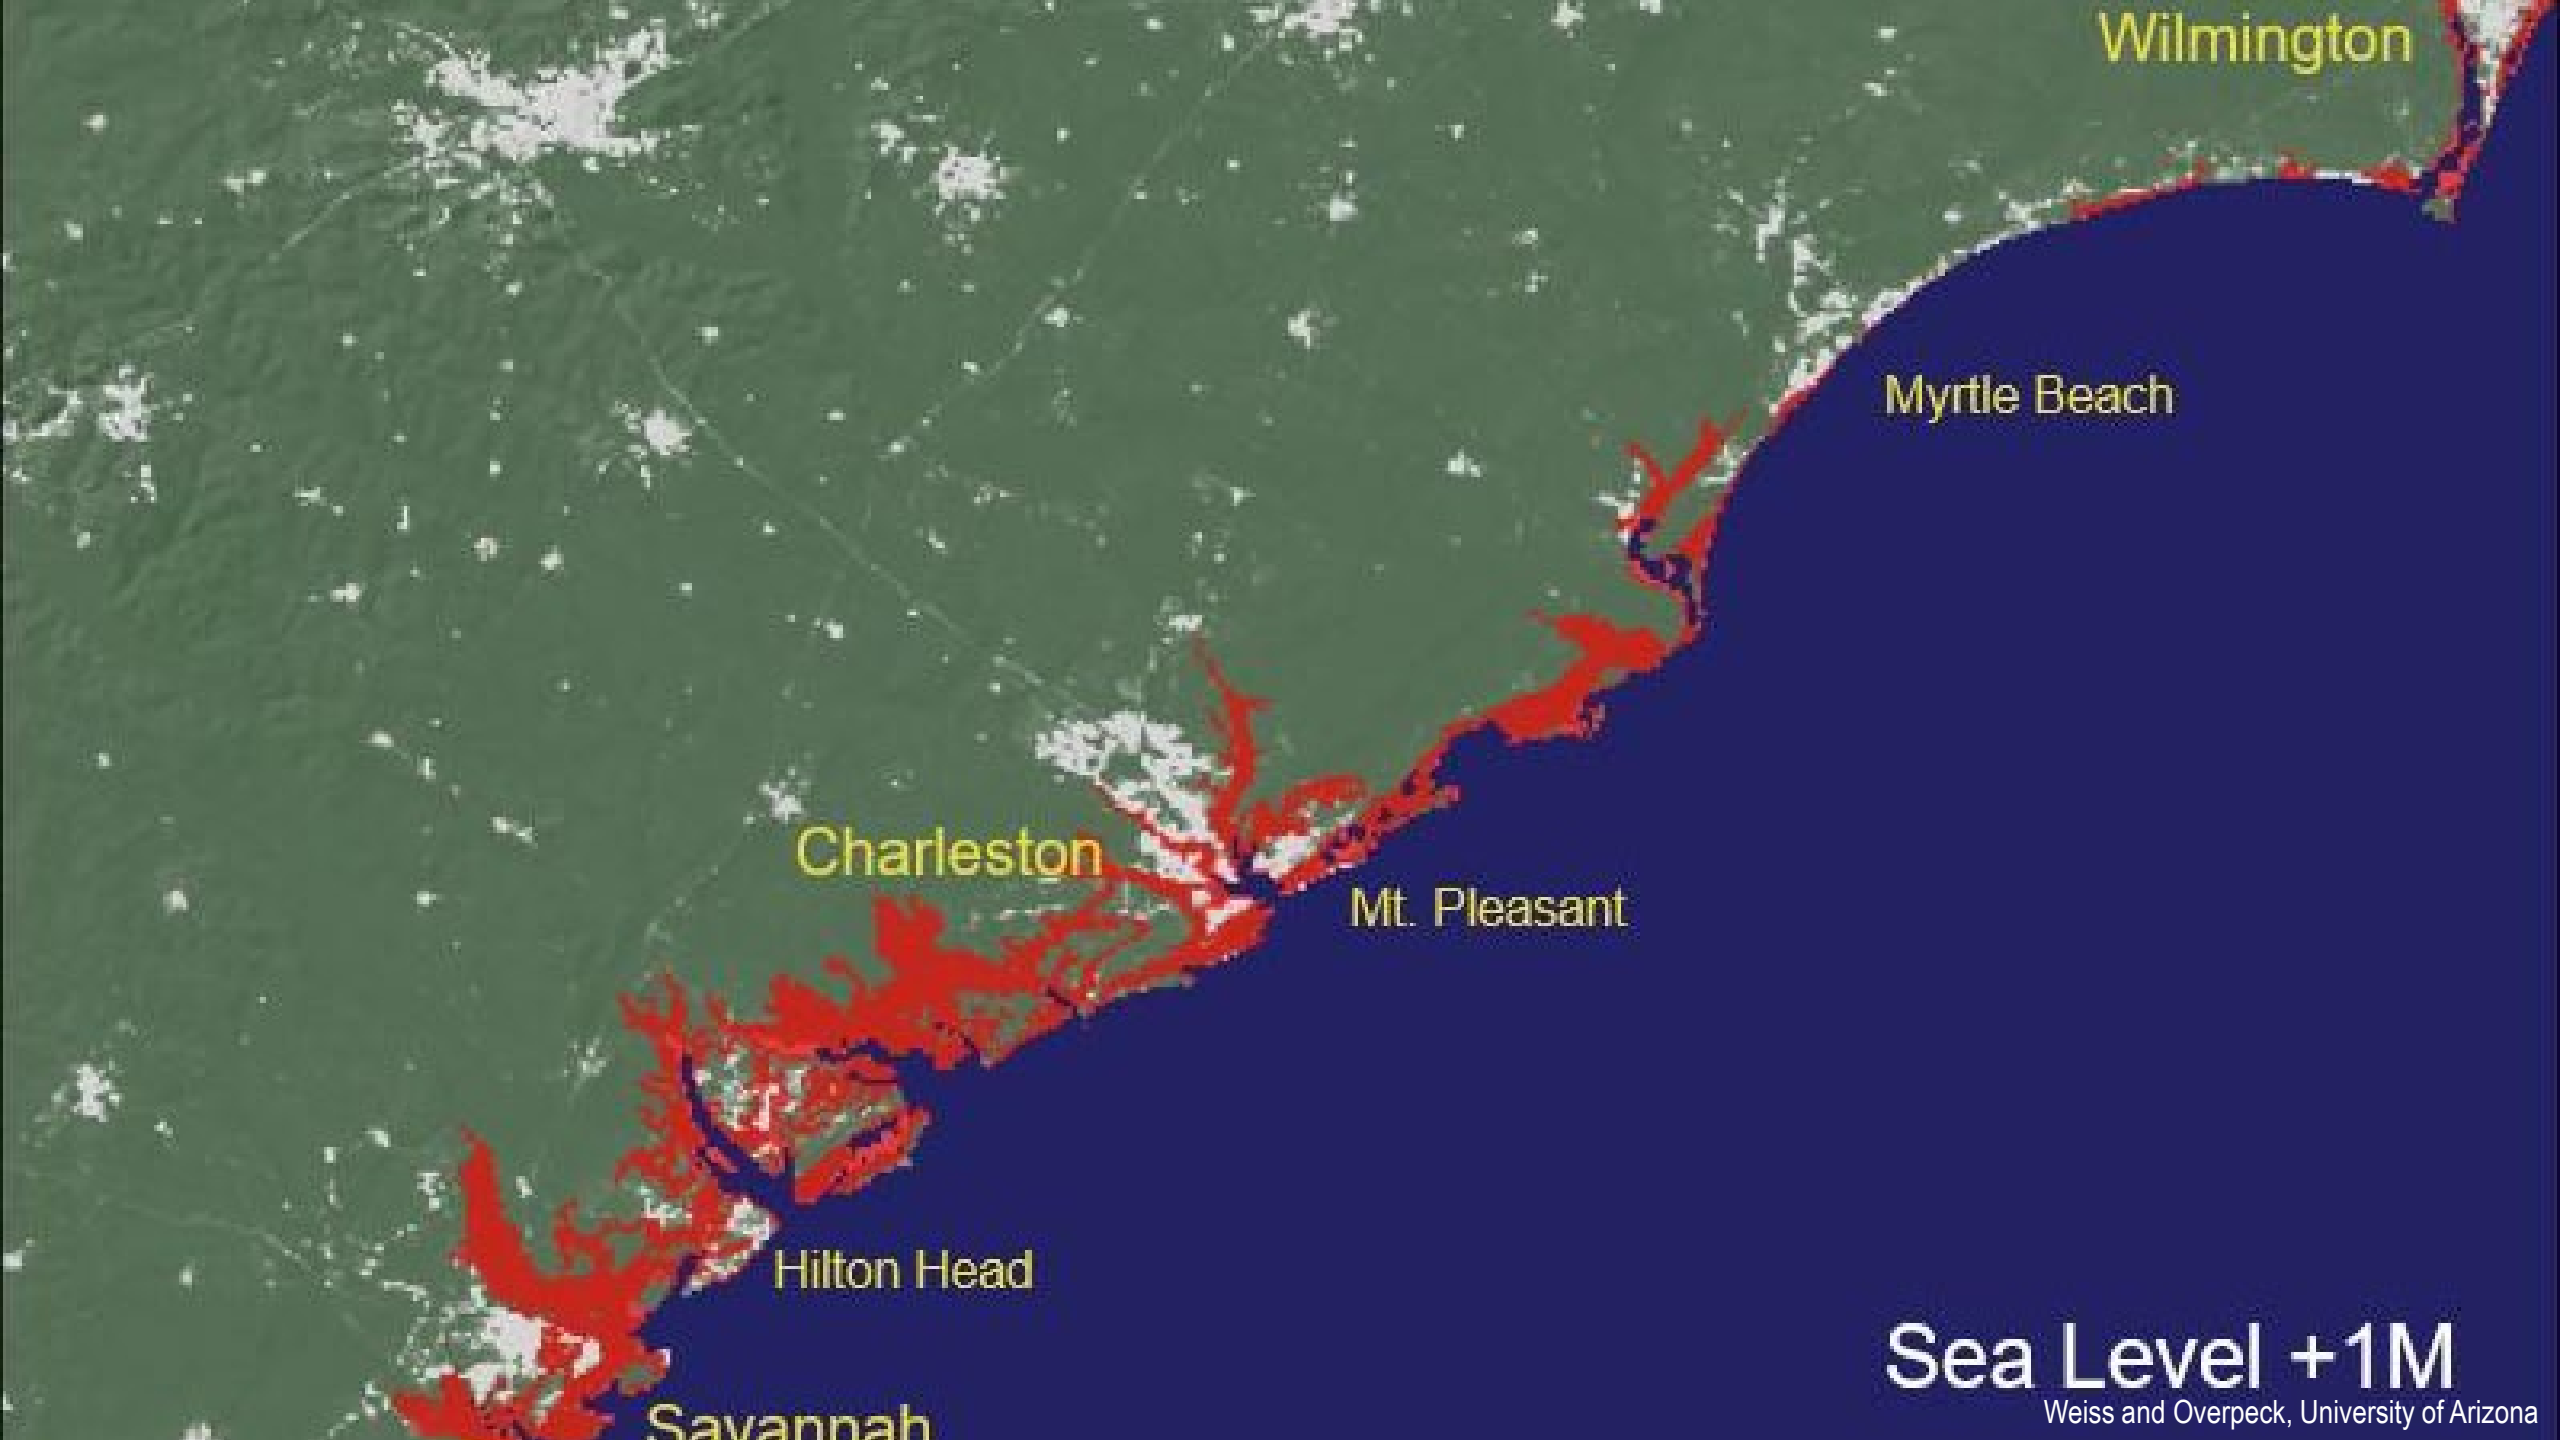 Wilmington
Myrtle Beach
Charleston
Mt. Pleasant
Hilton Head
Savannah
Sea Level +1M
Weiss and Overpeck, University of Arizona